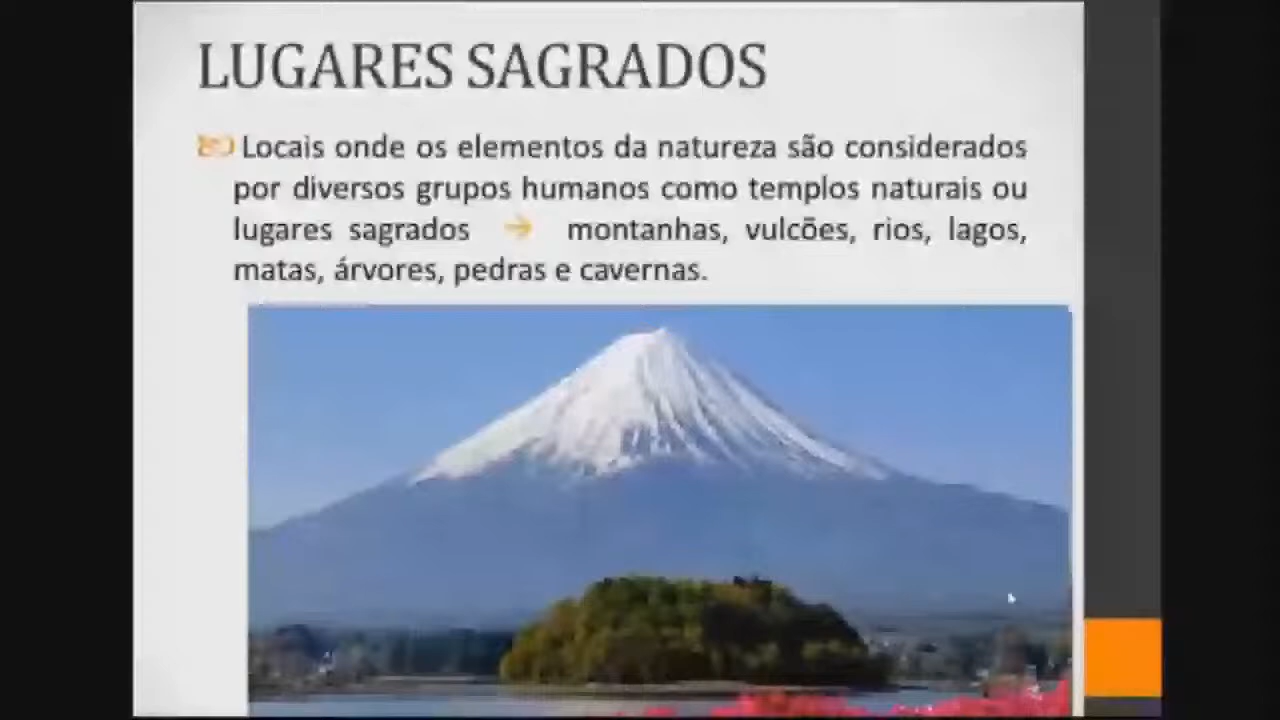 LUGARES SAGRADOS
Locais onde os elementos da natureza são considerados
por diversos grupos humanos como templos naturais ou
lugares sagrados → montanhas, vulcões, rios, lagos,
matas, árvores, pedras e cavernas.